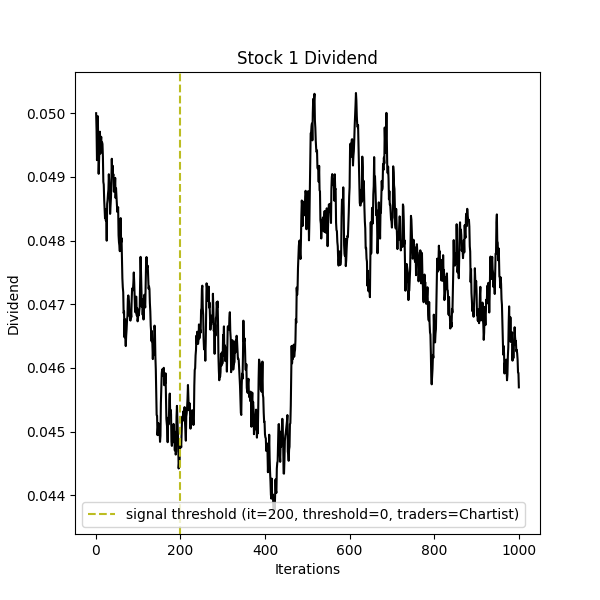 Stock 1 Dividend
Dividend
0.050
0.049
0.048
0.047
0.046
0.045
0.044
signal threshold (it=200, threshold=0, traders=Chartist)
0 200 400 600 800 1000
Iterations